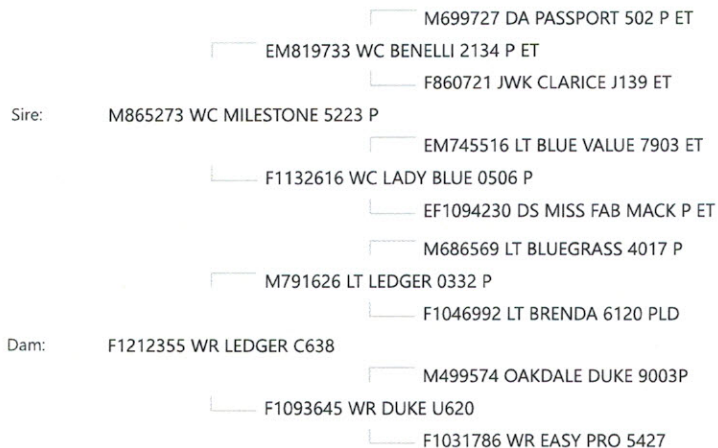 M699727 DA PASSPORT 502 P ET
EM819733 WC BENELLI 2134 P ET
F860721 JWK CLARICE J139 ET
Sire: M865273 WC MILESTONE 5223 P
EM745516 LT BLUE VALUE 7903 ET
F1132616 WC LADY BLUE 0506 P
EF1094230 DS MISS FAB MACK P ET
M686569 LT BLUEGRASS 4017 P
M791626 LT LEDGER 0332 P
F1046992 LT BRENDA 6120 PLD
Dam: F1212355 WR LEDGER C638
M499574 OAKDALE DUKE 9003P
F1093645 WR DUKE U620
F1031786 WR EASY PRO 5427